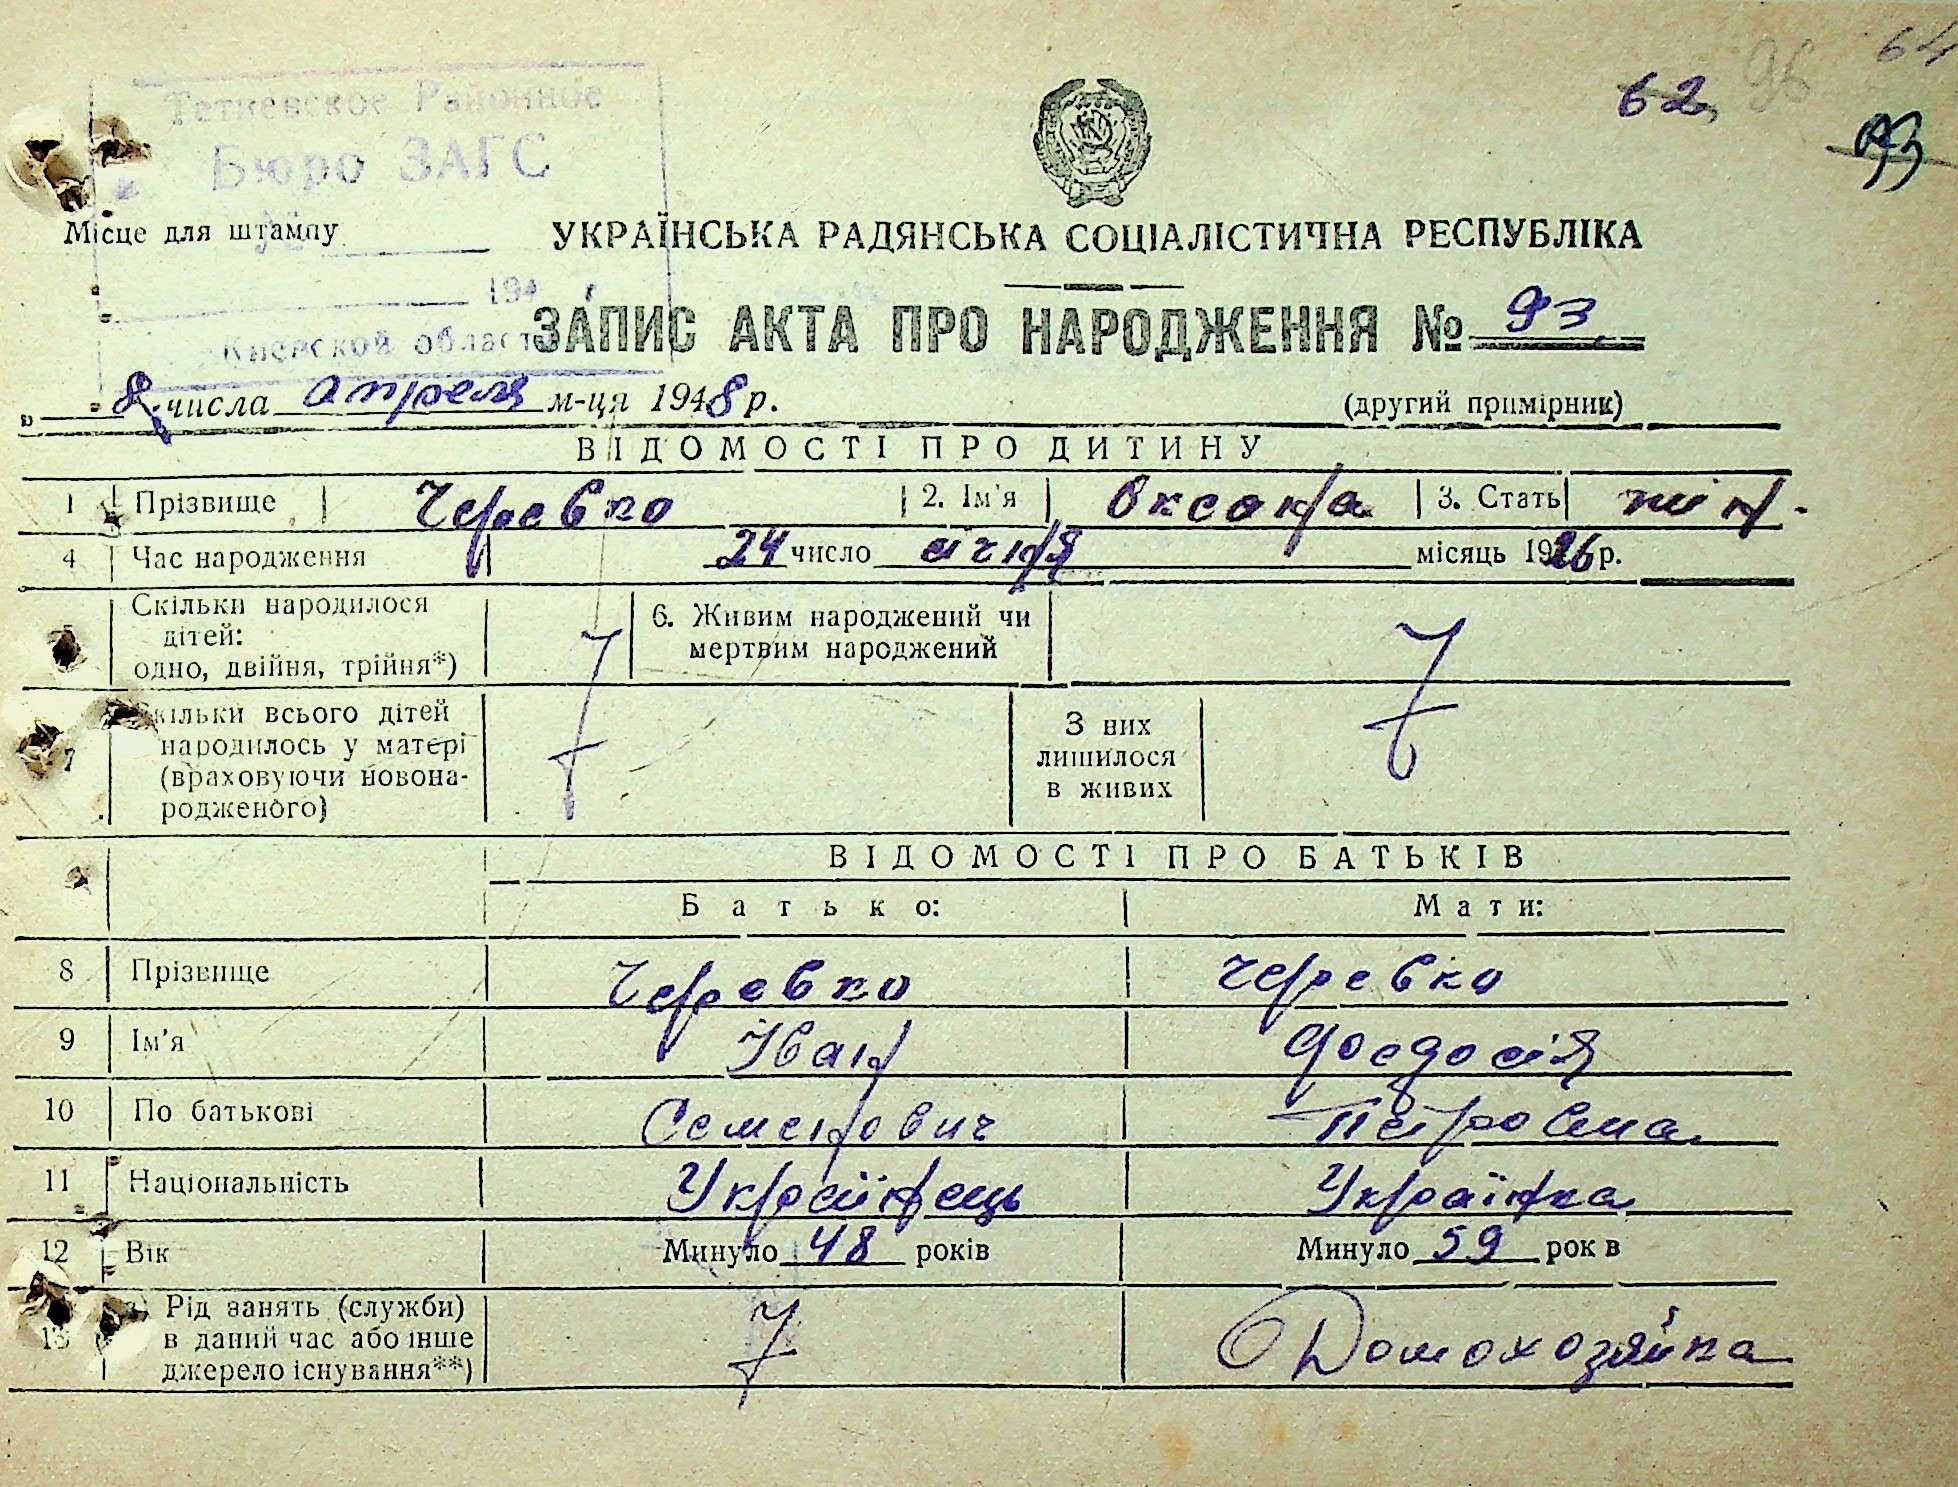 64
62 96
93
Тетиевское Районное
Бюро ЗАГС
№
Місце для штампу
УКРАЇНСЬКА РАДЯНСЬКА СОЦІАЛІСТИЧНА РЕСПУБЛІКА
194
Киевской области
ЗАПИС АКТА ПРО НАРОДЖЕННЯ № 93
" 8 " числа апреля м-ця 1948 р.
(другий примірник)
ВІДОМОСТІ ПРО ДИТИНУ
1 Прізвище Черевко 2. Ім'я Оксана 3. Стать жін.
4 Час народження 24 число січня місяць 1926 р.
5 Скільки народилося дітей: одно, двійня, трійня*)
6. Живим народжений чи мертвим народжений
7 Скільки всього дітей народилось у матері (враховуючи новонародженого)
З них лишилося в живих
ВІДОМОСТІ ПРО БАТЬКІВ
Батько: Мати:
8 Прізвище Черевко Черевко
9 Ім'я Іван Феодосія
10 По батькові Семенович Петровна
11 Національність Українець Українка
12 Вік Минуло 48 років Минуло 59 рок в
13 Рід занять (служби) в даний час або інше джерело існування**) Домохозяйка